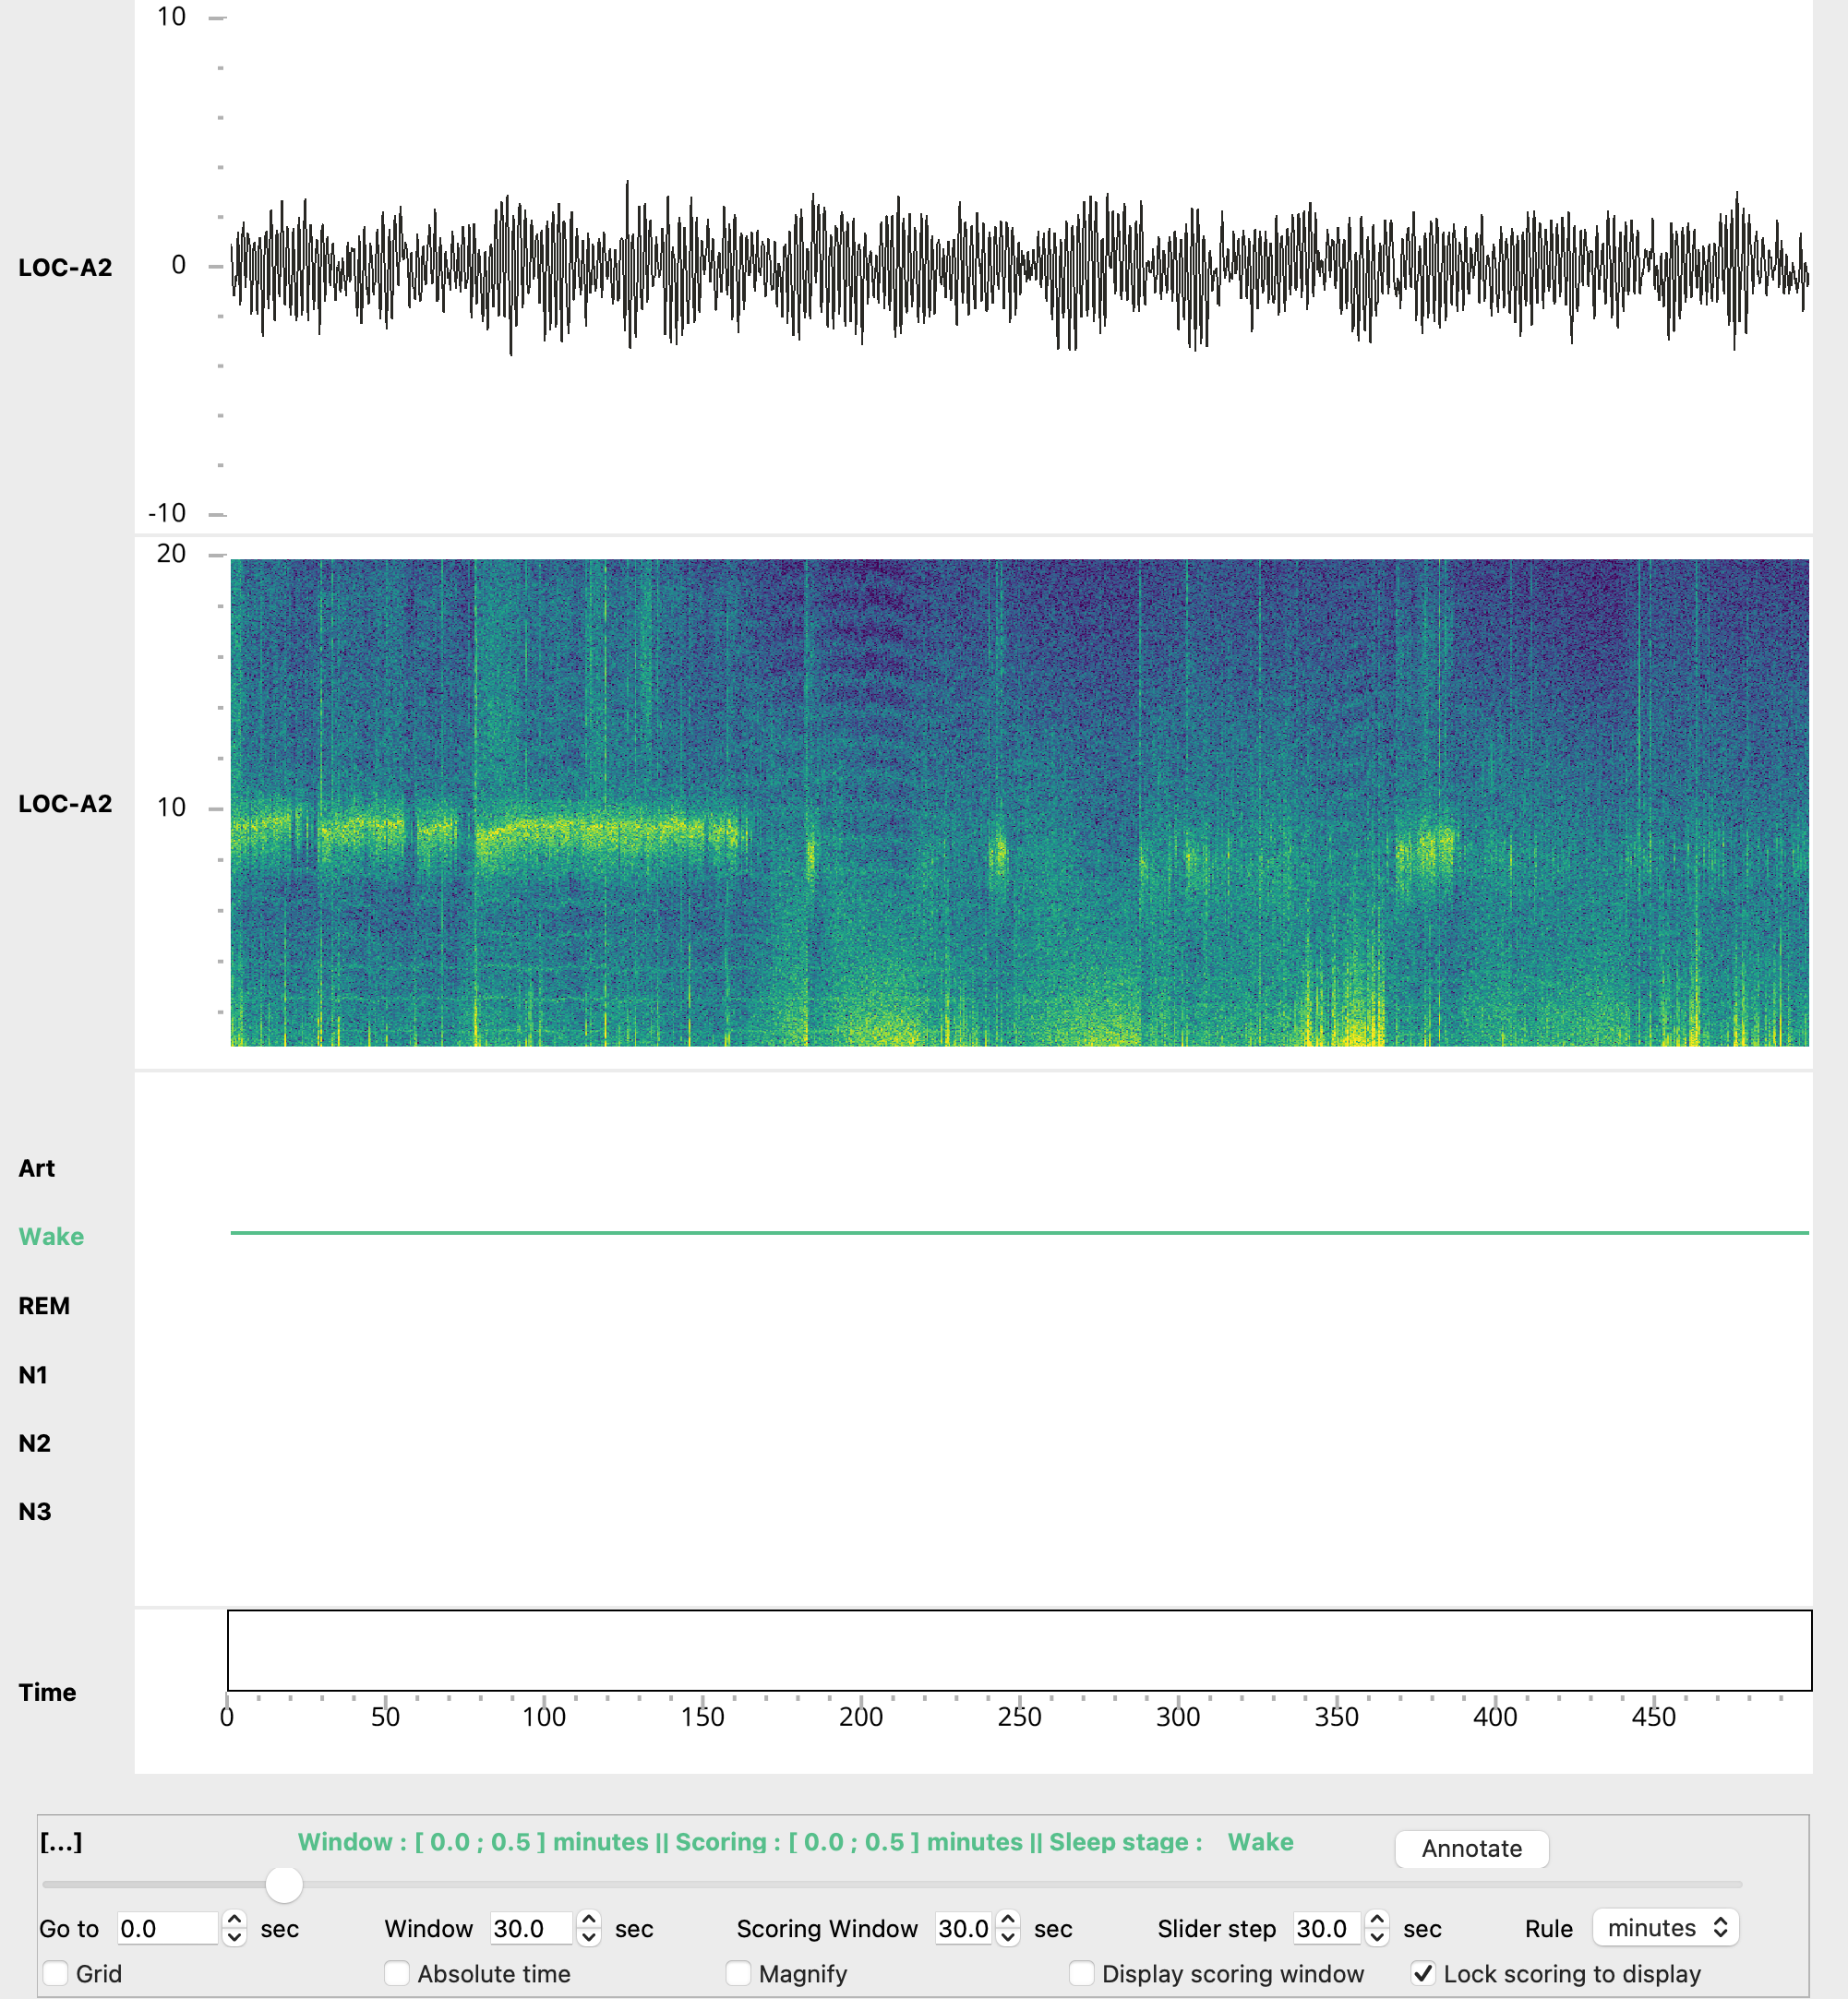 10
LOC-A2
0
-10
20
LOC-A2
10
Art
Wake
REM
N1
N2
N3
Time
0 50 100 150 200 250 300 350 400 450
[...] Window : [ 0.0 ; 0.5 ] minutes || Scoring : [ 0.0 ; 0.5 ] minutes || Sleep stage : Wake Annotate
Go to 0.0 sec Window 30.0 sec Scoring Window 30.0 sec Slider step 30.0 sec Rule minutes
Grid Absolute time Magnify Display scoring window Lock scoring to display